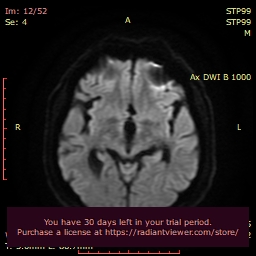 Im: 12/52
Se: 4
STP99
STP99
M
A
Ax DWI B 1000
R
L
You have 30 days left in your trial period.
Purchase a license at https://radiantviewer.com/store/